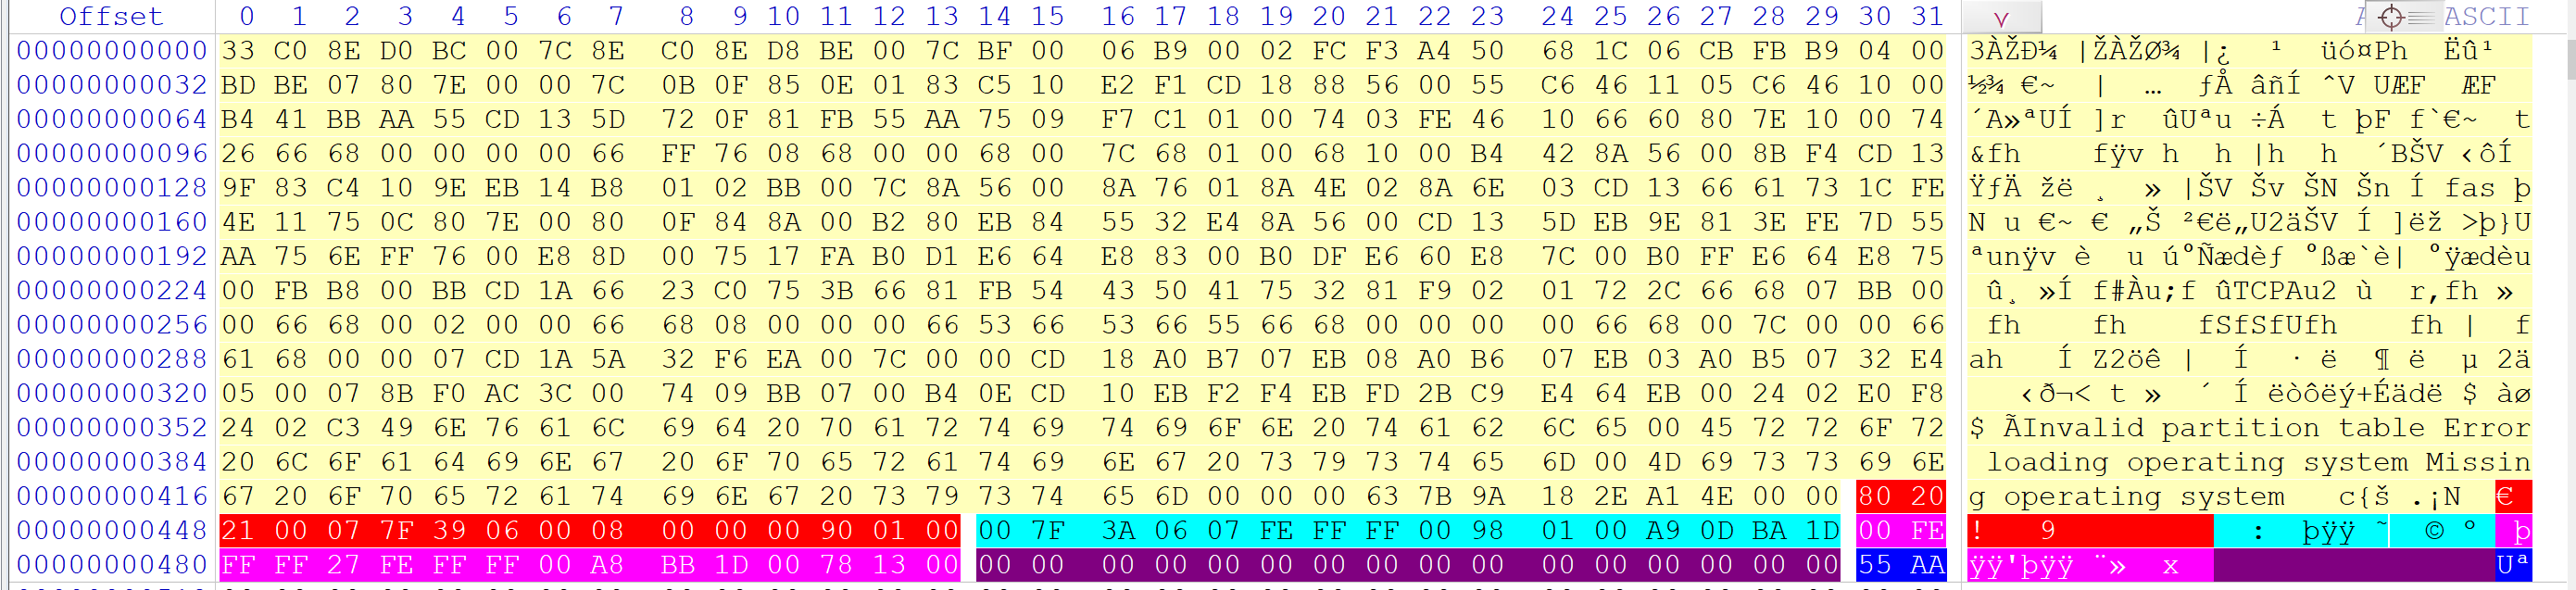 Offset 0 1 2 3 4 5 6 7 8 9 10 11 12 13 14 15 16 17 18 19 20 21 22 23 24 25 26 27 28 29 30 31 ASCII
00000000000 33 C0 8E D0 BC 00 7C 8E C0 8E D8 BE 00 7C BF 00 06 B9 00 02 FC F3 A4 50 68 1C 06 CB FB B9 04 00 3ÀŽÐ¼ |ŽÀŽØ¾ |¿ ¹ üó¤Ph Ëû¹
00000000032 BD BE 07 80 7E 00 00 7C 0B 0F 85 0E 01 83 C5 10 E2 F1 CD 18 88 56 00 55 C6 46 11 05 C6 46 10 00 ½¾ €~ | … ƒÅ âñÍ ˆV UÆF ÆF
00000000064 B4 41 BB AA 55 CD 13 5D 72 0F 81 FB 55 AA 75 09 F7 C1 01 00 74 03 FE 46 10 66 60 80 7E 10 00 74 ´A»ªUÍ ]r ûUªu ÷Á t þF f`€~ t
00000000096 26 66 68 00 00 00 00 66 FF 76 08 68 00 00 68 00 7C 68 01 00 68 10 00 B4 42 8A 56 00 8B F4 CD 13 &fh fÿv h h |h h ´BŠV ‹ôÍ
00000000128 9F 83 C4 10 9E EB 14 B8 01 02 BB 00 7C 8A 56 00 8A 76 01 8A 4E 02 8A 6E 03 CD 13 66 61 73 1C FE ŸƒÄ žë ¸ » |ŠV Šv ŠN Šn Í fas þ
00000000160 4E 11 75 0C 80 7E 00 80 0F 84 8A 00 B2 80 EB 84 55 32 E4 8A 56 00 CD 13 5D EB 9E 81 3E FE 7D 55 N u €~ € „Š ²€ë„U2äŠV Í ]ëž >þ}U
00000000192 AA 75 6E FF 76 00 E8 8D 00 75 17 FA B0 D1 E6 64 E8 83 00 B0 DF E6 60 E8 7C 00 B0 FF E6 64 E8 75 ªunÿv è u ú°Ñædèƒ °ßæ`è| °ÿædèu
00000000224 00 FB B8 00 BB CD 1A 66 23 C0 75 3B 66 81 FB 54 43 50 41 75 32 81 F9 02 01 72 2C 66 68 07 BB 00 û¸ »Í f#Àu;f ûTCPAu2 ù r,fh »
00000000256 00 66 68 00 02 00 00 66 68 08 00 00 00 66 53 66 53 66 55 66 68 00 00 00 00 66 68 00 7C 00 00 66 fh fh fSfSfUfh fh | f
00000000288 61 68 00 00 07 CD 1A 5A 32 F6 EA 00 7C 00 00 CD 18 A0 B7 07 EB 08 A0 B6 07 EB 03 A0 B5 07 32 E4 ah Í Z2öê | Í · ë ¶ ë µ 2ä
00000000320 05 00 07 8B F0 AC 3C 00 74 09 BB 07 00 B4 0E CD 10 EB F2 F4 EB FD 2B C9 E4 64 EB 00 24 02 E0 F8 ‹ð¬< t » ´ Í ëòôëý+Éädë $ àø
00000000352 24 02 C3 49 6E 76 61 6C 69 64 20 70 61 72 74 69 74 69 6F 6E 20 74 61 62 6C 65 00 45 72 72 6F 72 $ ÃInvalid partition table Error
00000000384 20 6C 6F 61 64 69 6E 67 20 6F 70 65 72 61 74 69 6E 67 20 73 79 73 74 65 6D 00 4D 69 73 73 69 6E loading operating system Missin
00000000416 67 20 6F 70 65 72 61 74 69 6E 67 20 73 79 73 74 65 6D 00 00 00 63 7B 9A 18 2E A1 4E 00 00 80 20 g operating system c{š .¡N €
00000000448 21 00 07 7F 39 06 00 08 00 00 00 90 01 00 00 7F 3A 06 07 FE FF FF 00 98 01 00 A9 0D BA 1D 00 FE ! 9 : þÿÿ ˜ © º þ
00000000480 FF FF 27 FE FF FF 00 A8 BB 1D 00 78 13 00 00 00 00 00 00 00 00 00 00 00 00 00 00 00 00 00 55 AA ÿÿ'þÿÿ ¨» x Uª